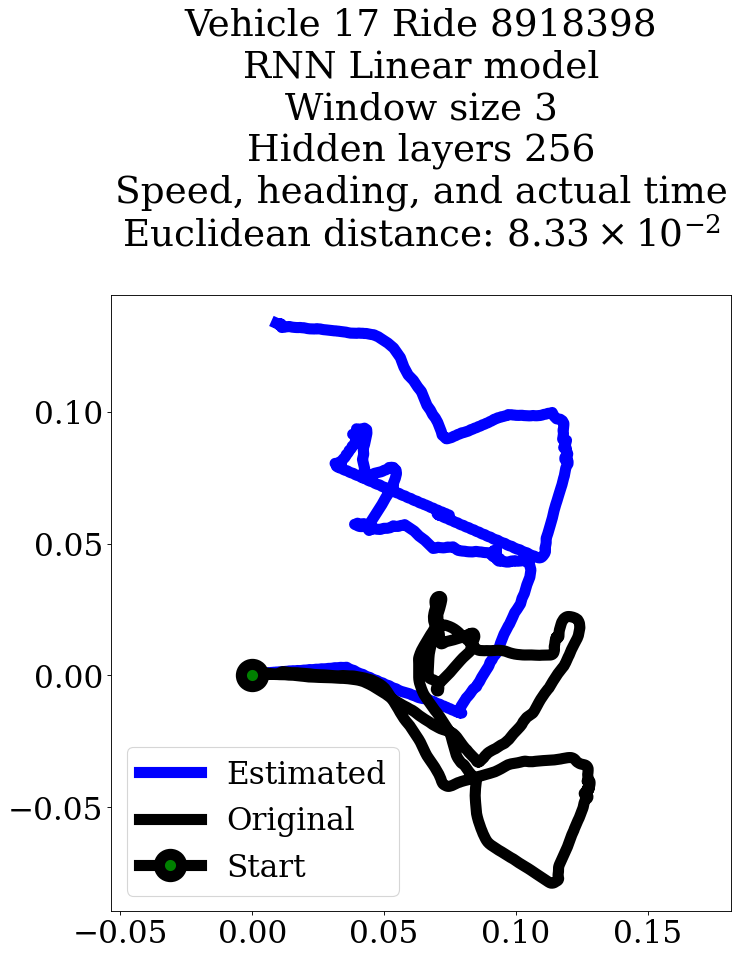 Vehicle 17 Ride 8918398
RNN Linear model
Window size 3
Hidden layers 256
Speed, heading, and actual time
Euclidean distance: 8.33 × 10⁻²
0.10
0.05
0.00
−0.05
Estimated
Original
Start
−0.05 0.00 0.05 0.10 0.15